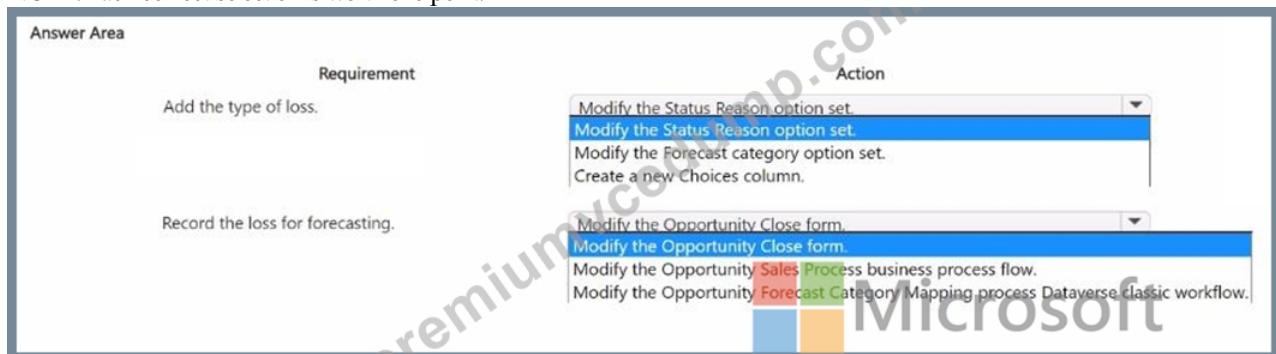 Answer Area
Requirement Action
Add the type of loss. Modify the Status Reason option set.
Modify the Status Reason option set.
Modify the Forecast category option set.
Create a new Choices column.
Record the loss for forecasting. Modify the Opportunity Close form.
Modify the Opportunity Close form.
Modify the Opportunity Sales Process business process flow.
Modify the Opportunity Forecast Category Mapping process Dataverse classic workflow.
Microsoft
remiumvcedump.com